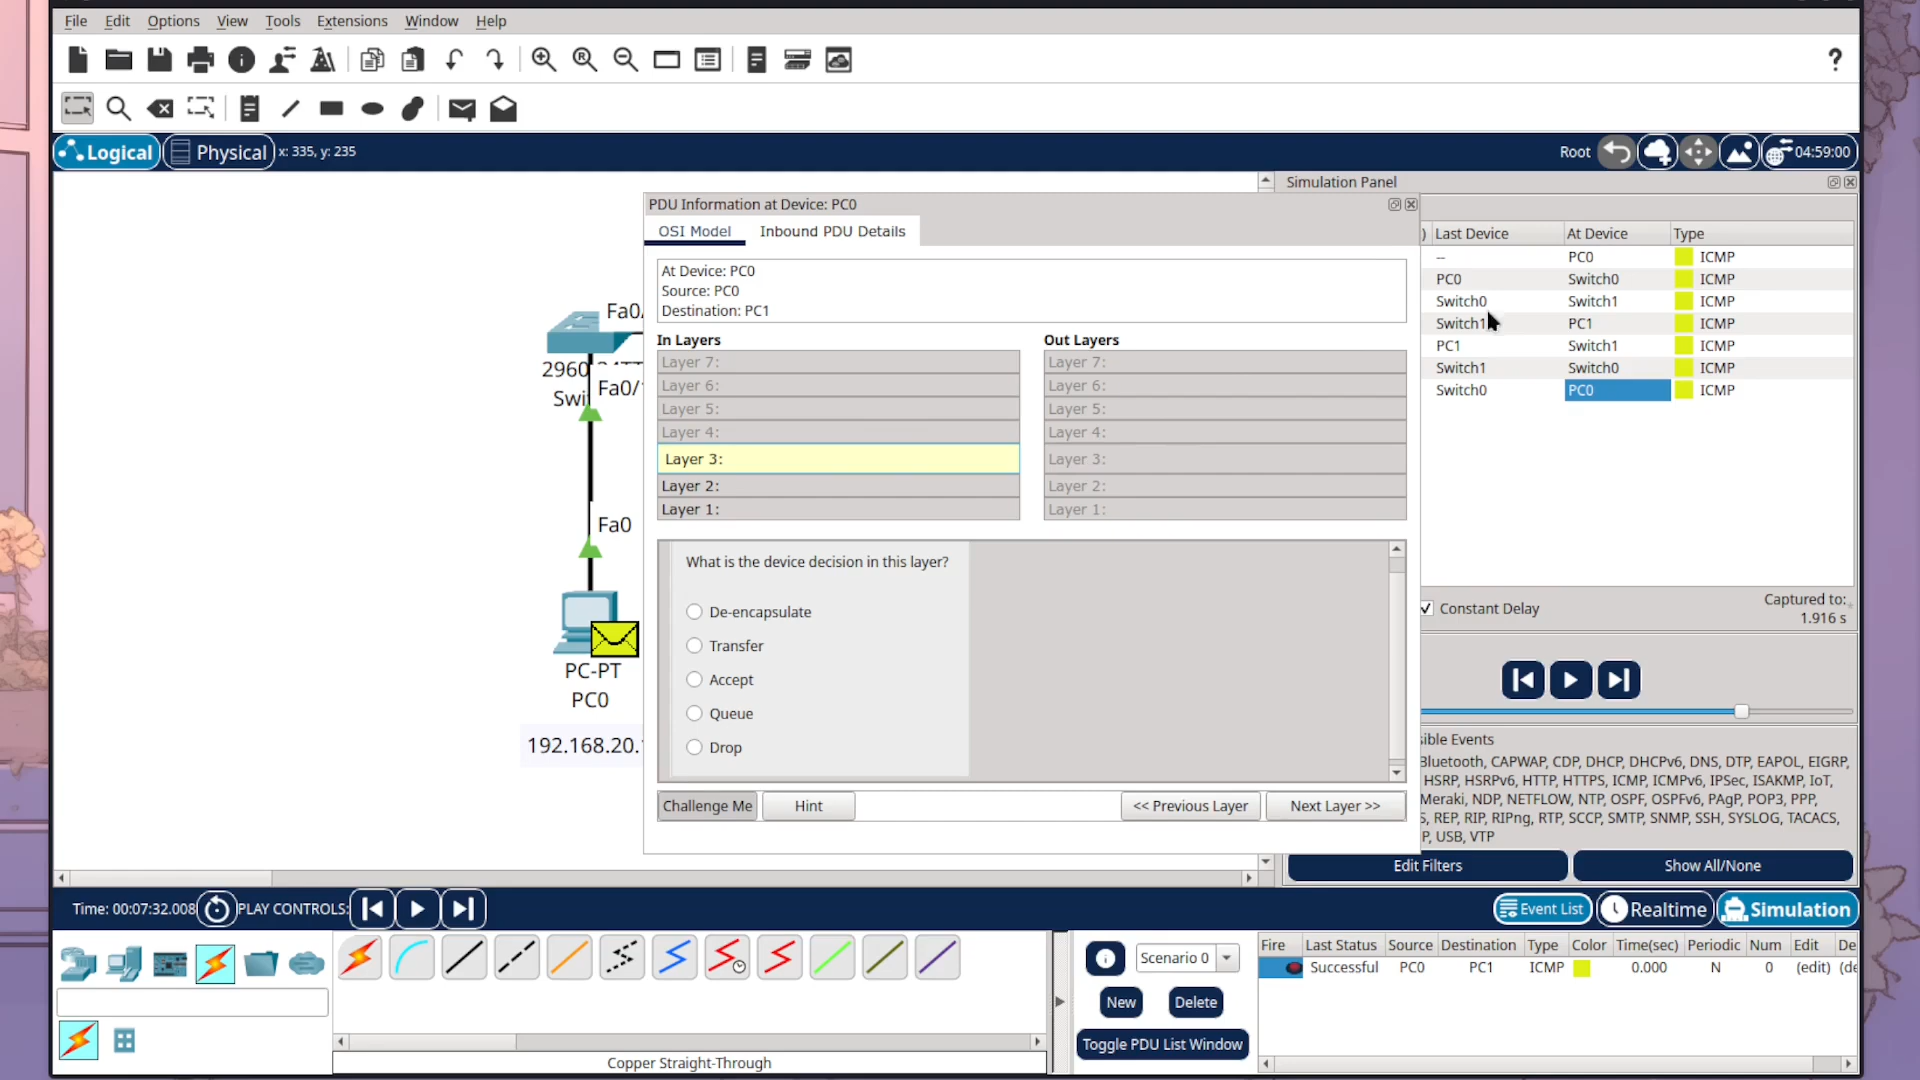 File Edit Options View Tools Extensions Window Help
?
Logical Physical x: 335, y: 235
Root 04:59:00
Simulation Panel
PDU Information at Device: PC0
OSI Model Inbound PDU Details
At Device: PC0
Source: PC0
Destination: PC1
In Layers
Layer 7:
Layer 6:
Layer 5:
Layer 4:
Layer 3:
Layer 2:
Layer 1:
Out Layers
Layer 7:
Layer 6:
Layer 5:
Layer 4:
Layer 3:
Layer 2:
Layer 1:
What is the device decision in this layer?
De-encapsulate
Transfer
Accept
Queue
Drop
Challenge Me Hint << Previous Layer Next Layer >>
) Last Device At Device Type
-- PC0 ICMP
PC0 Switch0 ICMP
Switch0 Switch1 ICMP
Switch1 PC1 ICMP
PC1 Switch1 ICMP
Switch1 Switch0 ICMP
Switch0 PC0 ICMP
Constant Delay
Captured to:
1.916 s
ible Events
Bluetooth, CAPWAP, CDP, DHCP, DHCPv6, DNS, DTP, EAPOL, EIGRP,
HSRP, HSRPv6, HTTP, HTTPS, ICMP, ICMPv6, IPSec, ISAKMP, IoT,
Meraki, NDP, NETFLOW, NTP, OSPF, OSPFv6, PAgP, POP3, PPP,
REP, RIP, RIPng, RTP, SCCP, SMTP, SNMP, SSH, SYSLOG, TACACS,
P, USB, VTP
Edit Filters Show All/None
Fa0/
2960
Swi
Fa0/1
Fa0
PC-PT
PC0
192.168.20.
Time: 00:07:32.008 PLAY CONTROLS:
Event List Realtime Simulation
Scenario 0
New Delete
Toggle PDU List Window
Fire Last Status Source Destination Type Color Time(sec) Periodic Num Edit De
Successful PC0 PC1 ICMP 0.000 N 0 (edit) (de
Copper Straight-Through